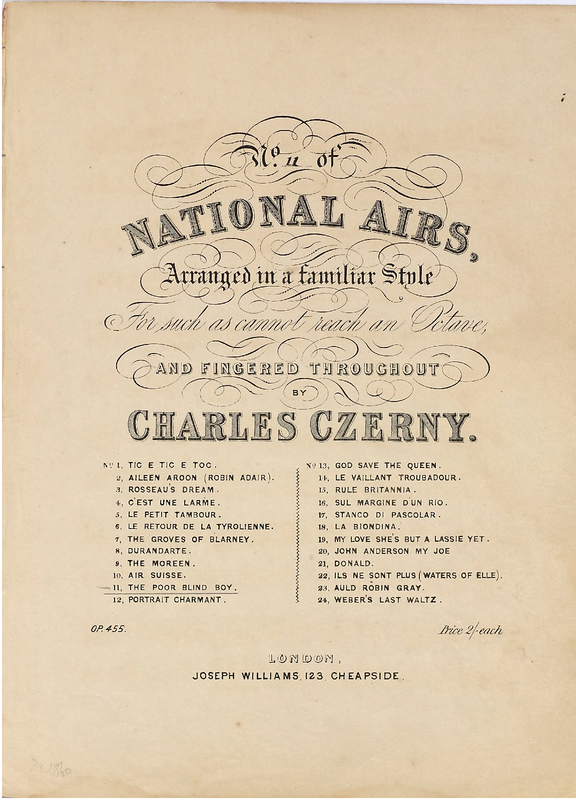 No. 11 of
NATIONAL AIRS,
Arranged in a familiar Style
For such as cannot reach an Octave,
AND FINGERED THROUGHOUT
BY
CHARLES CZERNY.
No. 1, TIC E TIC E TOC.
2, AILEEN AROON (ROBIN ADAIR).
3, ROSSEAU'S DREAM.
4, C'EST UNE LARME.
5, LE PETIT TAMBOUR.
6, LE RETOUR DE LA TYROLIENNE.
7, THE GROVES OF BLARNEY.
8, DURANDARTE.
9, THE MOREEN.
10, AIR SUISSE.
11, THE POOR BLIND BOY.
12, PORTRAIT CHARMANT.
No. 13, GOD SAVE THE QUEEN.
14, LE VAILLANT TROUBADOUR.
15, RULE BRITANNIA.
16, SUL MARGINE D'UN RIO.
17, STANCO DI PASCOLAR.
18, LA BIONDINA.
19, MY LOVE SHE'S BUT A LASSIE YET.
20, JOHN ANDERSON MY JOE
21, DONALD.
22, ILS NE SONT PLUS (WATERS OF ELLE).
23, AULD ROBIN GRAY.
24, WEBER'S LAST WALTZ.
OP. 455.
Price 2/- each
LONDON,
JOSEPH WILLIAMS, 123, CHEAPSIDE.